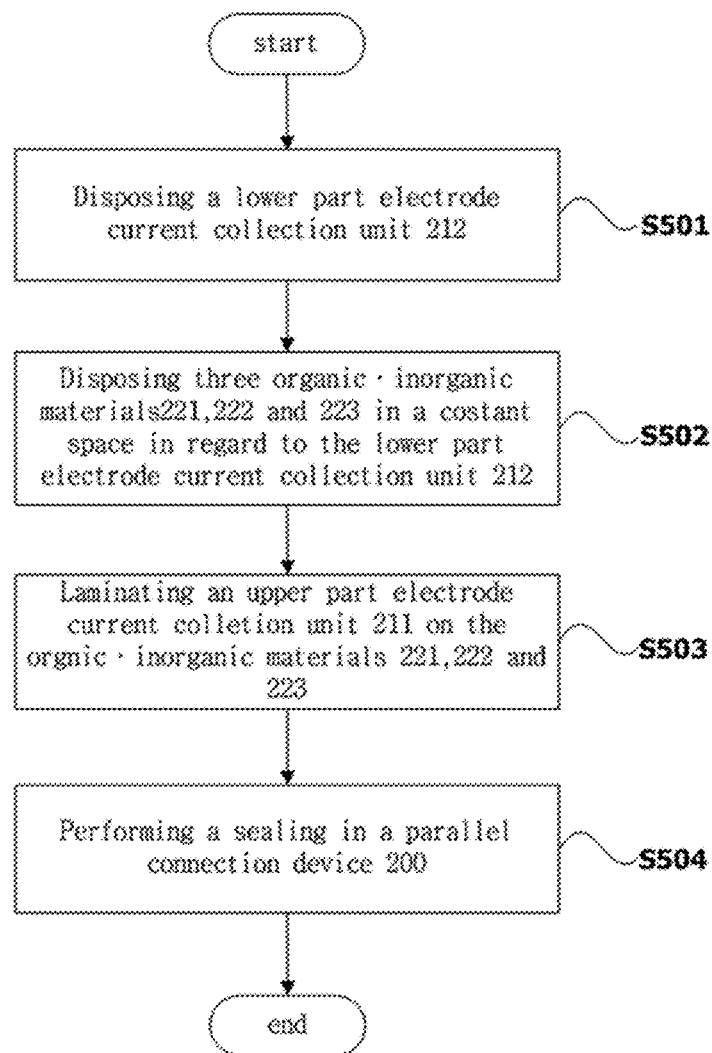 start
Disposing a lower part electrode
current collection unit 212
S501
Disposing three organic · inorganic
materials221,222 and 223 in a costant
space in regard to the lower part
electrode current collection unit 212
S502
Laminating an upper part electrode
current colletion unit 211 on the
orgnic · inorganic materials 221,222 and
223
S503
Performing a sealing in a parallel
connection device 200
S504
end